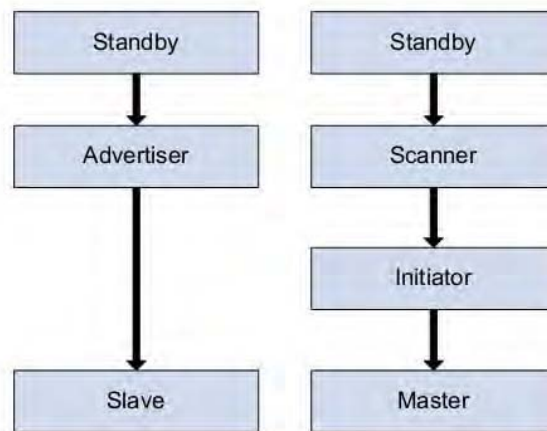 Standby
Standby
Advertiser
Scanner
Initiator
Slave
Master